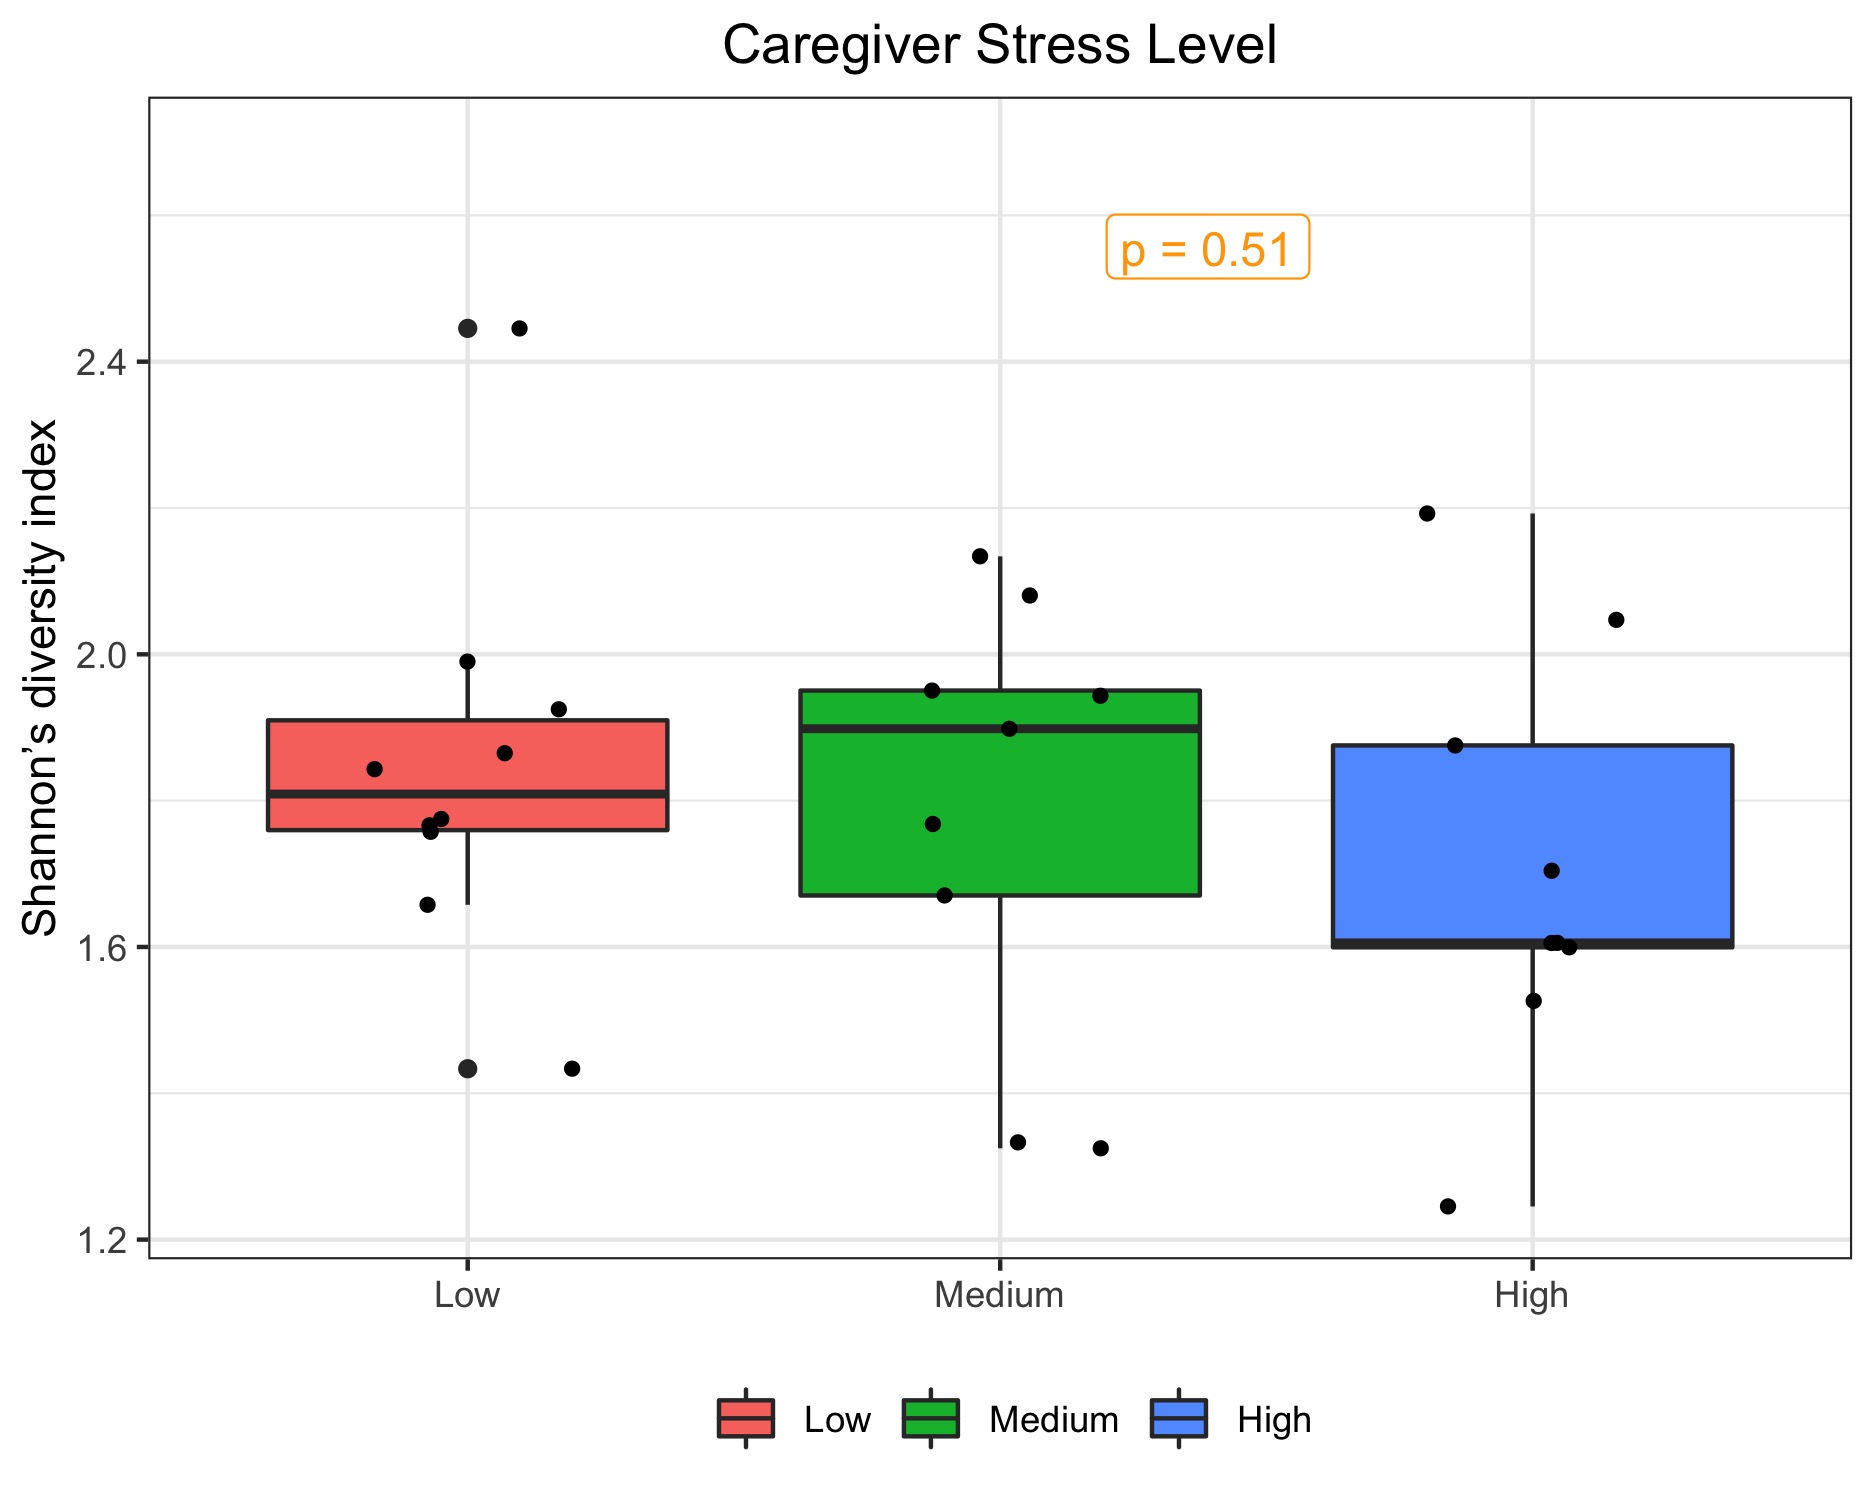 Caregiver Stress Level
p = 0.51
Shannon’s diversity index
2.4
2.0
1.6
1.2
Low Medium High
Low Medium High